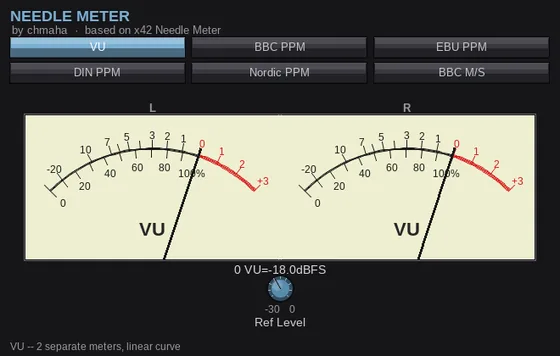 NEEDLE METER
by chmaha · based on x42 Needle Meter
VU BBC PPM EBU PPM
DIN PPM Nordic PPM BBC M/S
L R
-20 10 7 5 3 2 1 0 1 2 +3
0 20 40 60 80 100%
VU
-20 10 7 5 3 2 1 0 1 2 +3
0 20 40 60 80 100%
VU
0 VU=-18.0dBFS
-30 0
Ref Level
VU -- 2 separate meters, linear curve